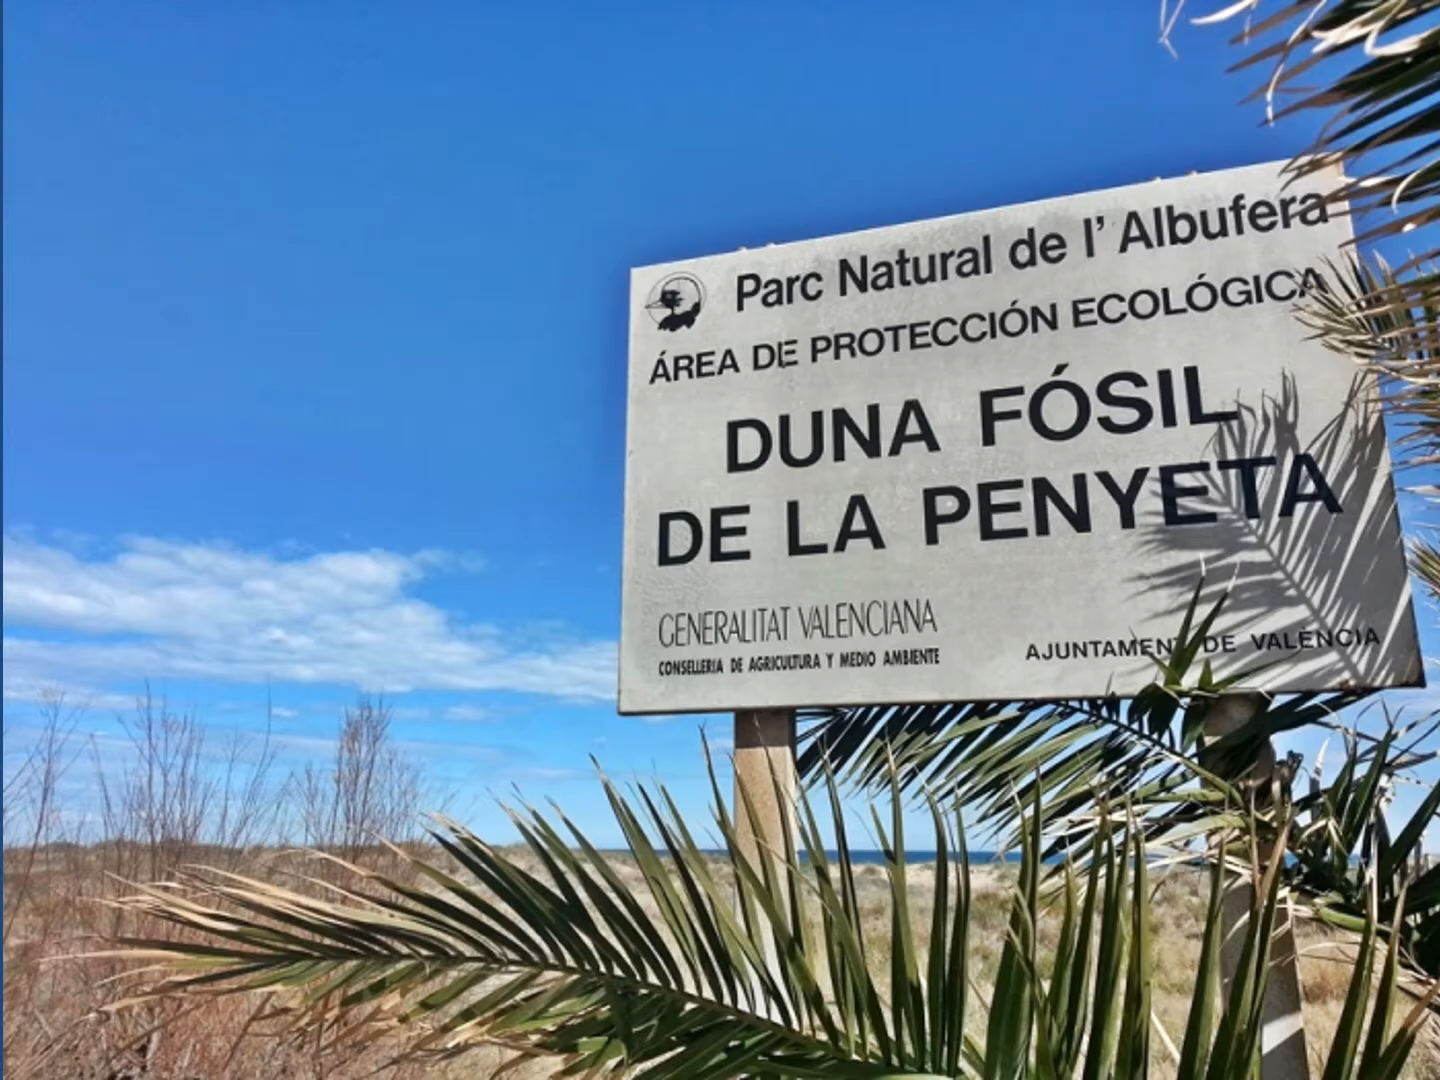 Parc Natural de l'Albufera
ÁREA DE PROTECCIÓN ECOLÓGICA
DUNA FÓSIL
DE LA PENYETA
GENERALITAT VALENCIANA
CONSELLERIA DE AGRICULTURA Y MEDIO AMBIENTE
AJUNTAMENT DE VALÈNCIA